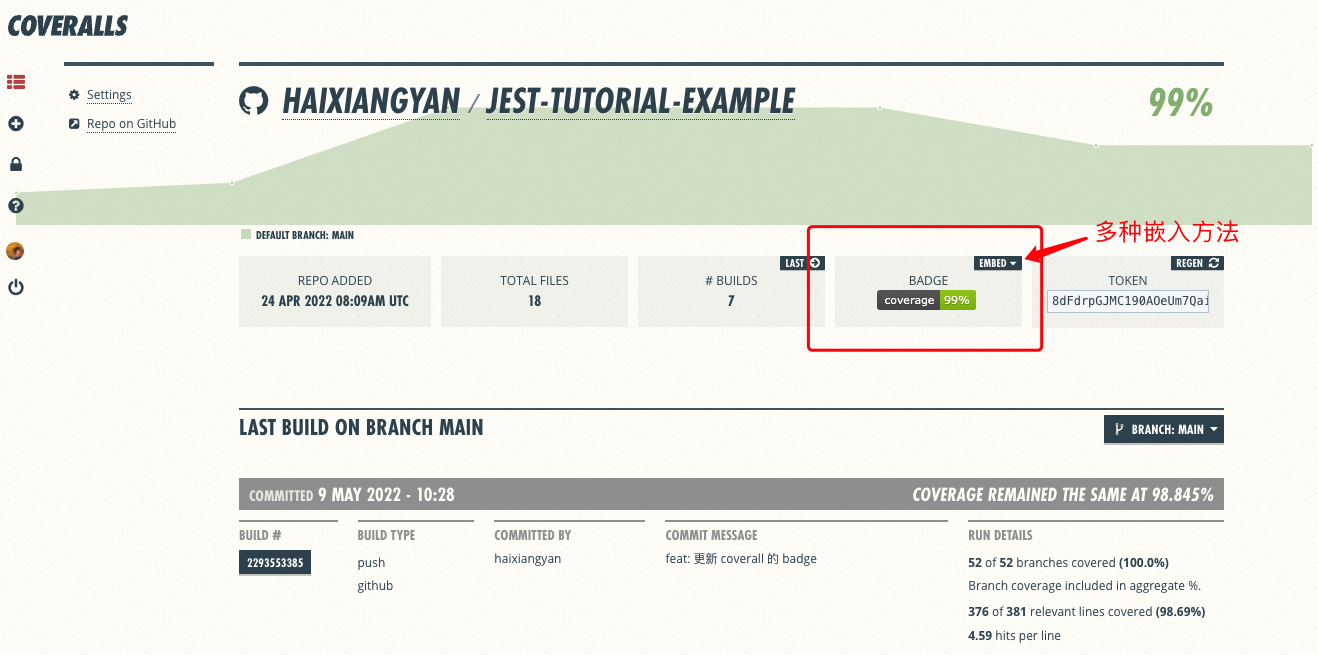 COVERALLS
Settings
Repo on GitHub
HAIXIANGYAN / JEST-TUTORIAL-EXAMPLE
99%
DEFAULT BRANCH: MAIN
多种嵌入方法
REPO ADDED
24 APR 2022 08:09AM UTC
TOTAL FILES
18
LAST
# BUILDS
7
EMBED
BADGE
coverage 99%
REGEN
TOKEN
8dFdrpGJMC190AOeUm7Qai
LAST BUILD ON BRANCH MAIN
BRANCH: MAIN
COMMITTED 9 MAY 2022 - 10:28
COVERAGE REMAINED THE SAME AT 98.845%
BUILD #
2293553385
BUILD TYPE
push
github
COMMITTED BY
haixiangyan
COMMIT MESSAGE
feat: 更新 coverall 的 badge
RUN DETAILS
52 of 52 branches covered (100.0%)
Branch coverage included in aggregate %.
376 of 381 relevant lines covered (98.69%)
4.59 hits per line